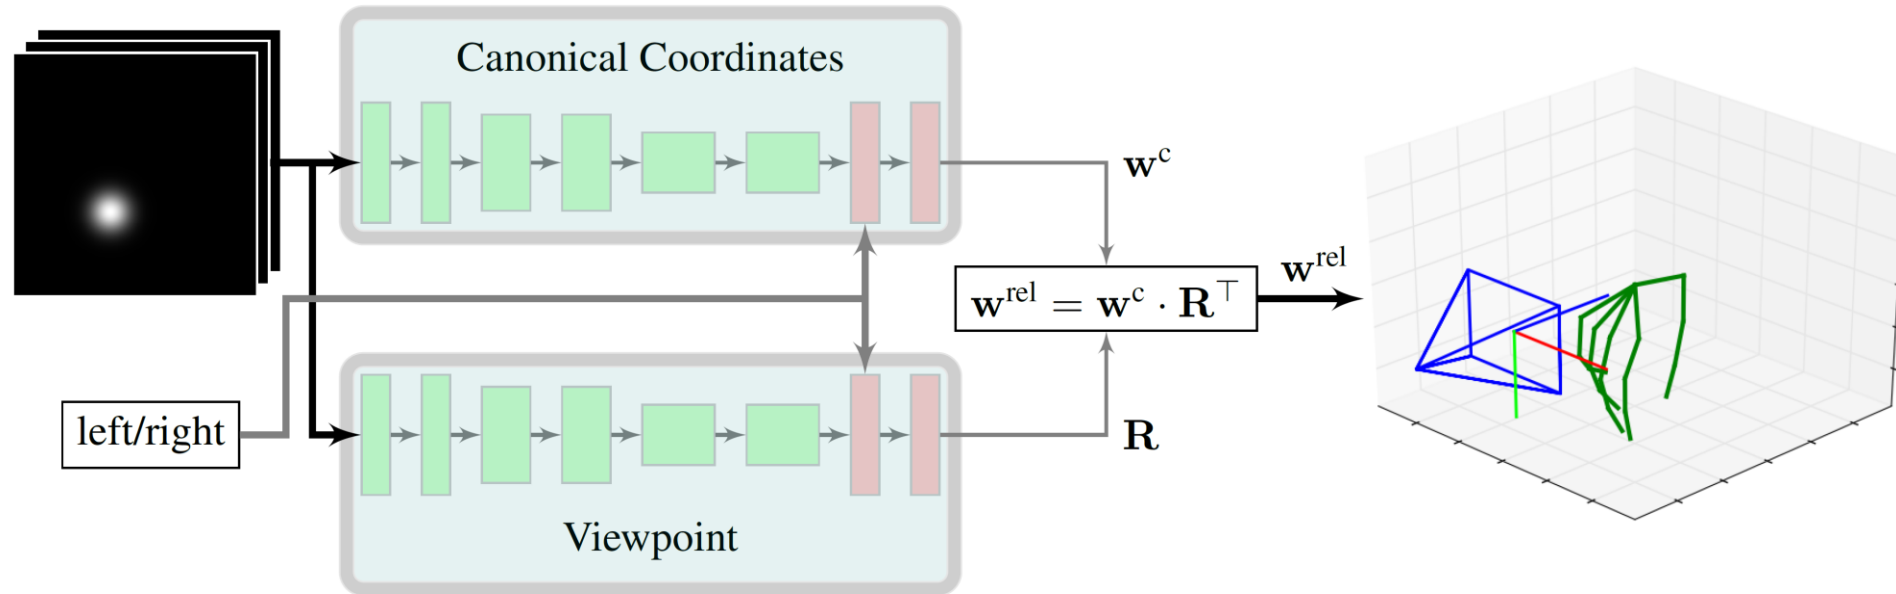 Canonical Coordinates
w^c
w^rel = w^c · R^⊤
w^rel
left/right
R
Viewpoint